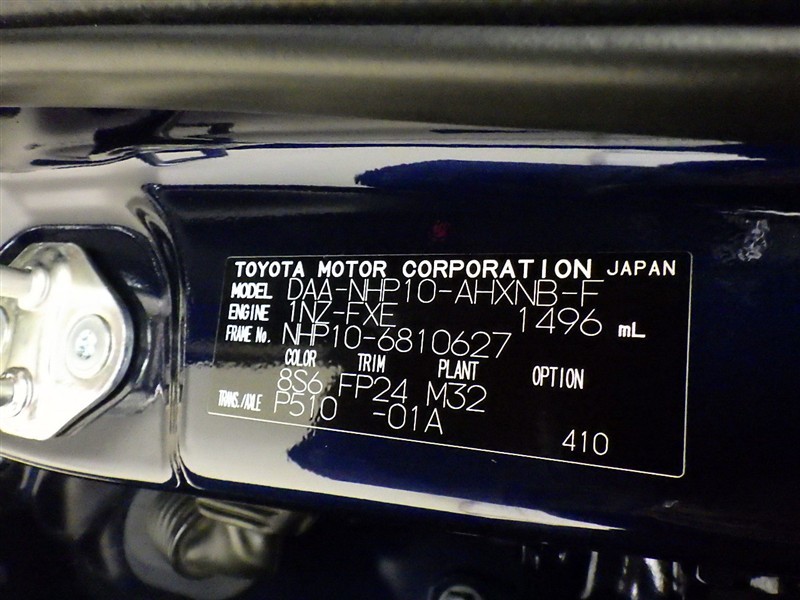 TOYOTA MOTOR CORPORATION JAPAN
MODEL DAA-NHP10-AHXNB-F
ENGINE 1NZ-FXE 1496 mL
FRAME No. NHP10-6810627
COLOR TRIM PLANT OPTION
8S6 FP24 M32
TRANS./AXLE P510 -01A
410